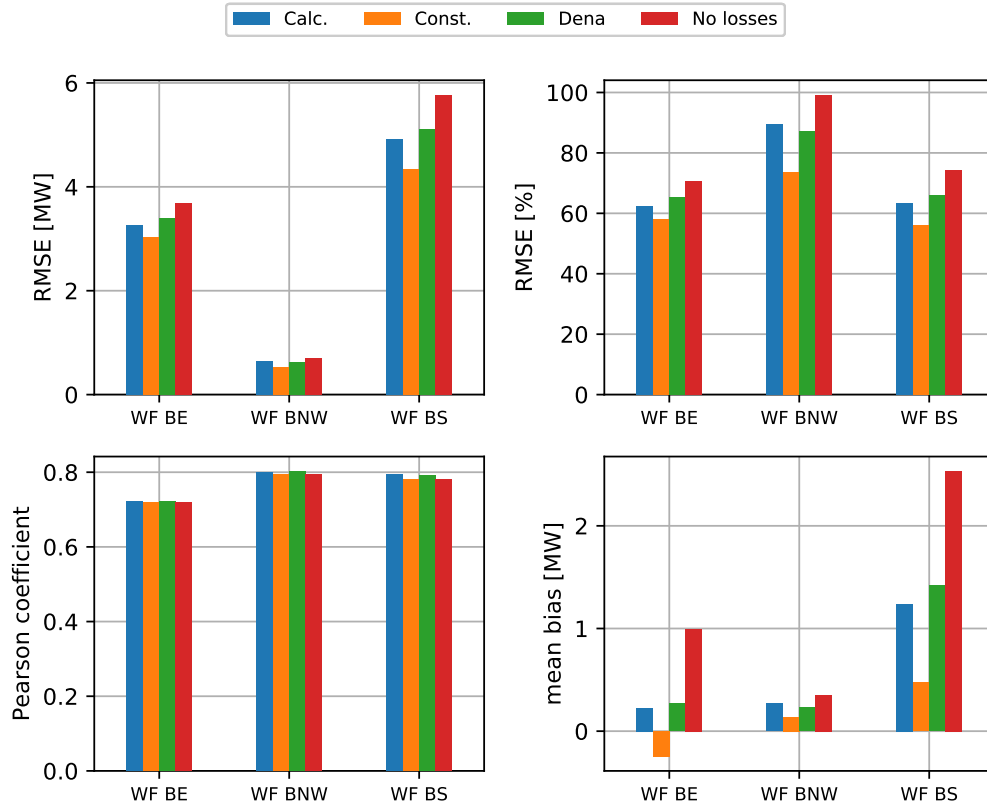 Calc. Const. Dena No losses
RMSE [MW]
6
4
2
0
WF BE WF BNW WF BS
RMSE [%]
100
80
60
40
20
0
WF BE WF BNW WF BS
Pearson coefficient
0.8
0.6
0.4
0.2
0.0
WF BE WF BNW WF BS
mean bias [MW]
2
1
0
WF BE WF BNW WF BS